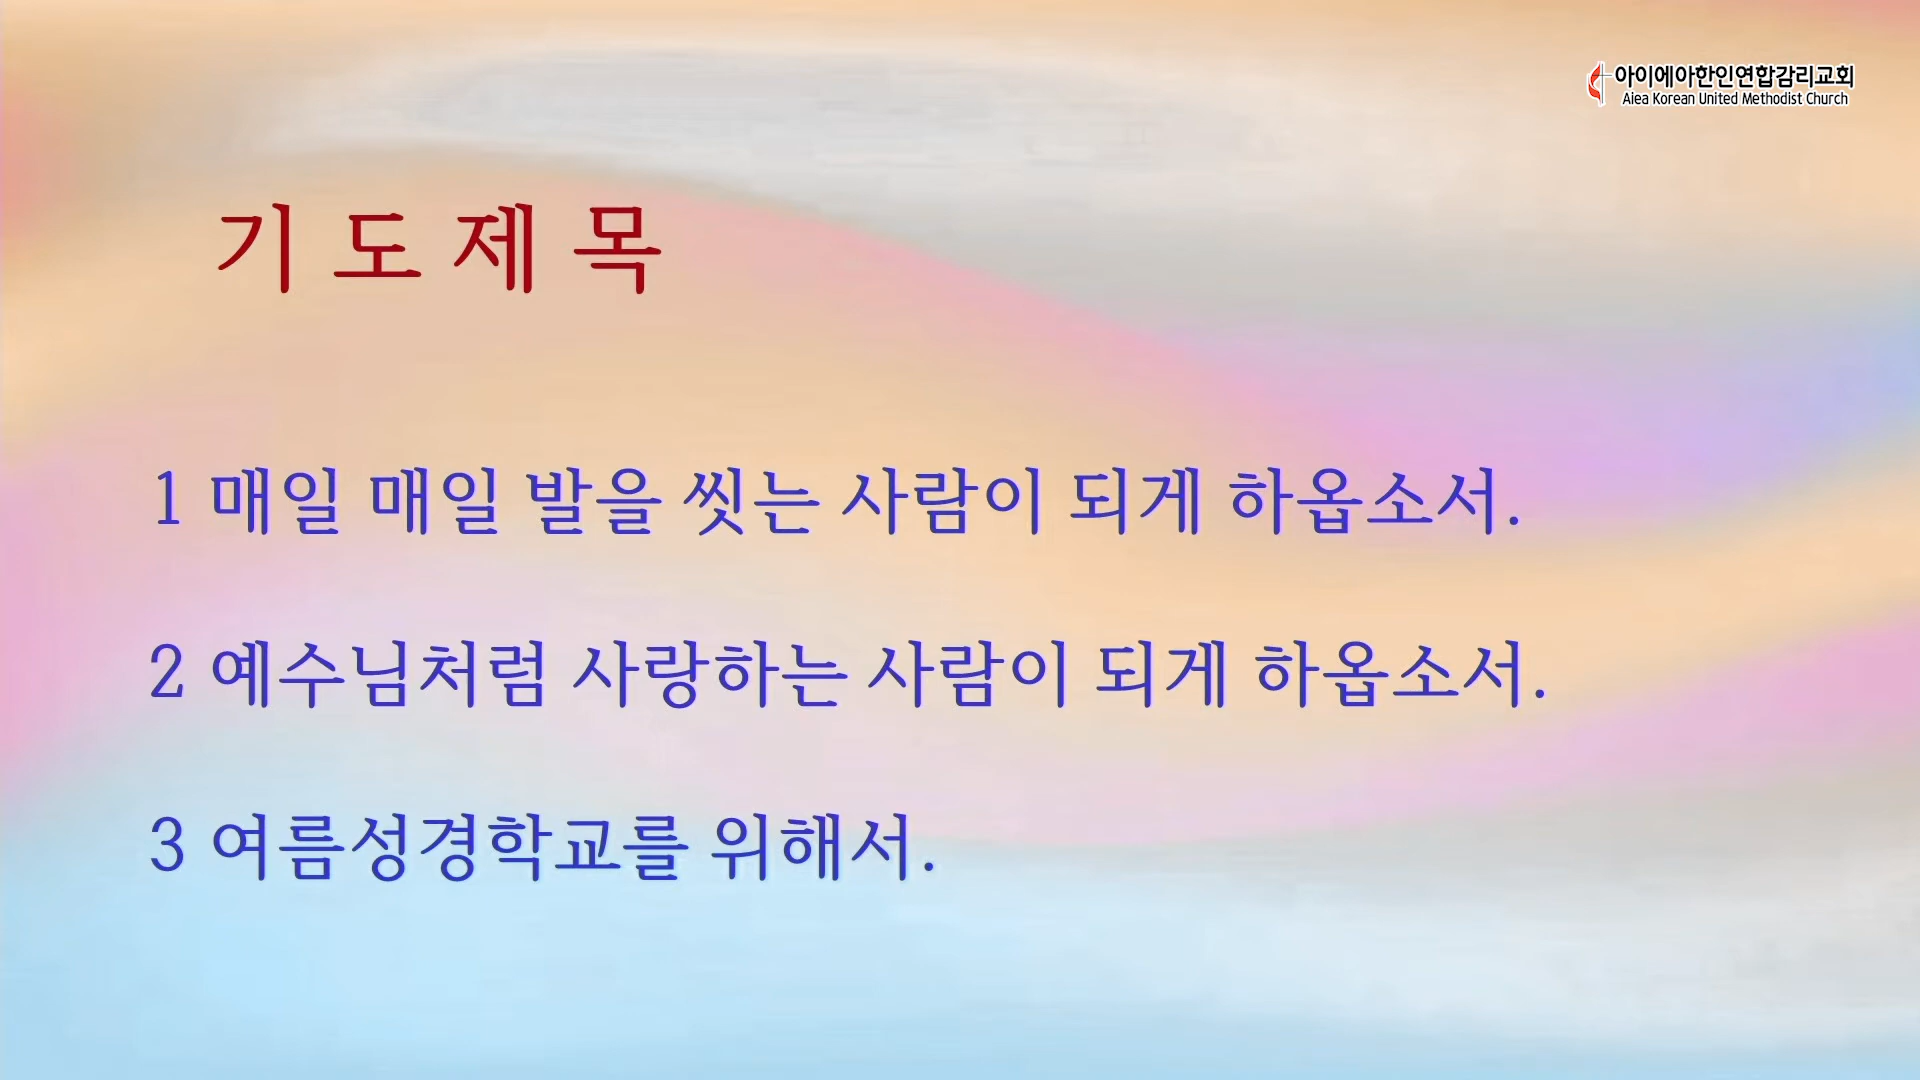 아이에아한인연합감리교회
Aiea Korean United Methodist Church
기도제목
1 매일 매일 발을 씻는 사람이 되게 하옵소서.
2 예수님처럼 사랑하는 사람이 되게 하옵소서.
3 여름성경학교를 위해서.